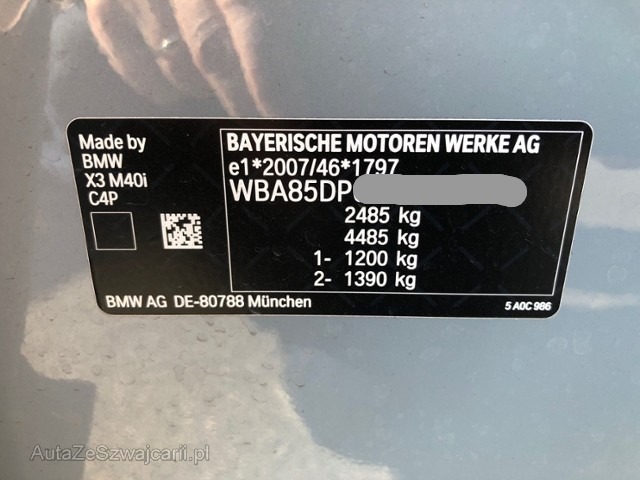 Made by
BMW
X3 M40i
C4P
BAYERISCHE MOTOREN WERKE AG
e1*2007/46*1797
WBA85DP
2485 kg
4485 kg
1- 1200 kg
2- 1390 kg
BMW AG DE-80788 München
5 A0C 986
AutaZeSzwajcarii.pl